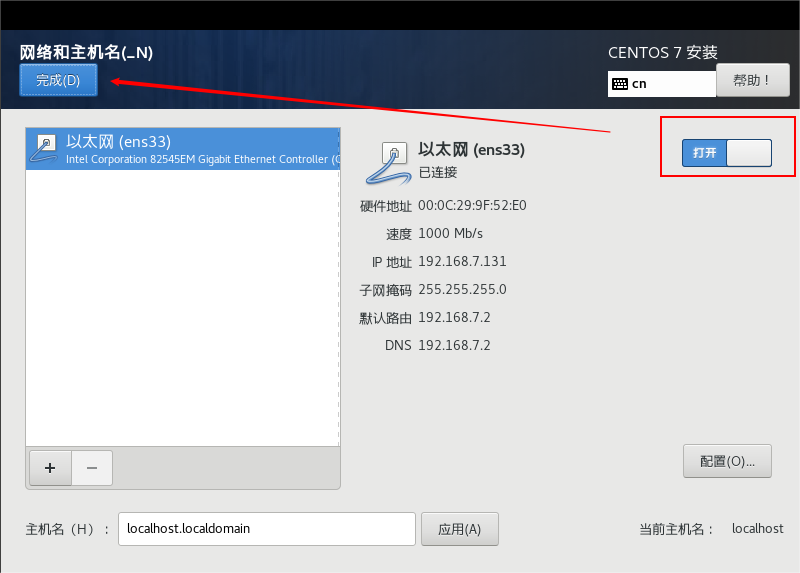 网络和主机名(_N)
CENTOS 7 安装
完成(D)
cn
帮助！
以太网 (ens33)
Intel Corporation 82545EM Gigabit Ethernet Controller (C
以太网 (ens33)
已连接
打开
硬件地址 00:0C:29:9F:52:E0
速度 1000 Mb/s
IP 地址 192.168.7.131
子网掩码 255.255.255.0
默认路由 192.168.7.2
DNS 192.168.7.2
+ −
配置(O)...
主机名（H）： localhost.localdomain 应用(A) 当前主机名： localhost